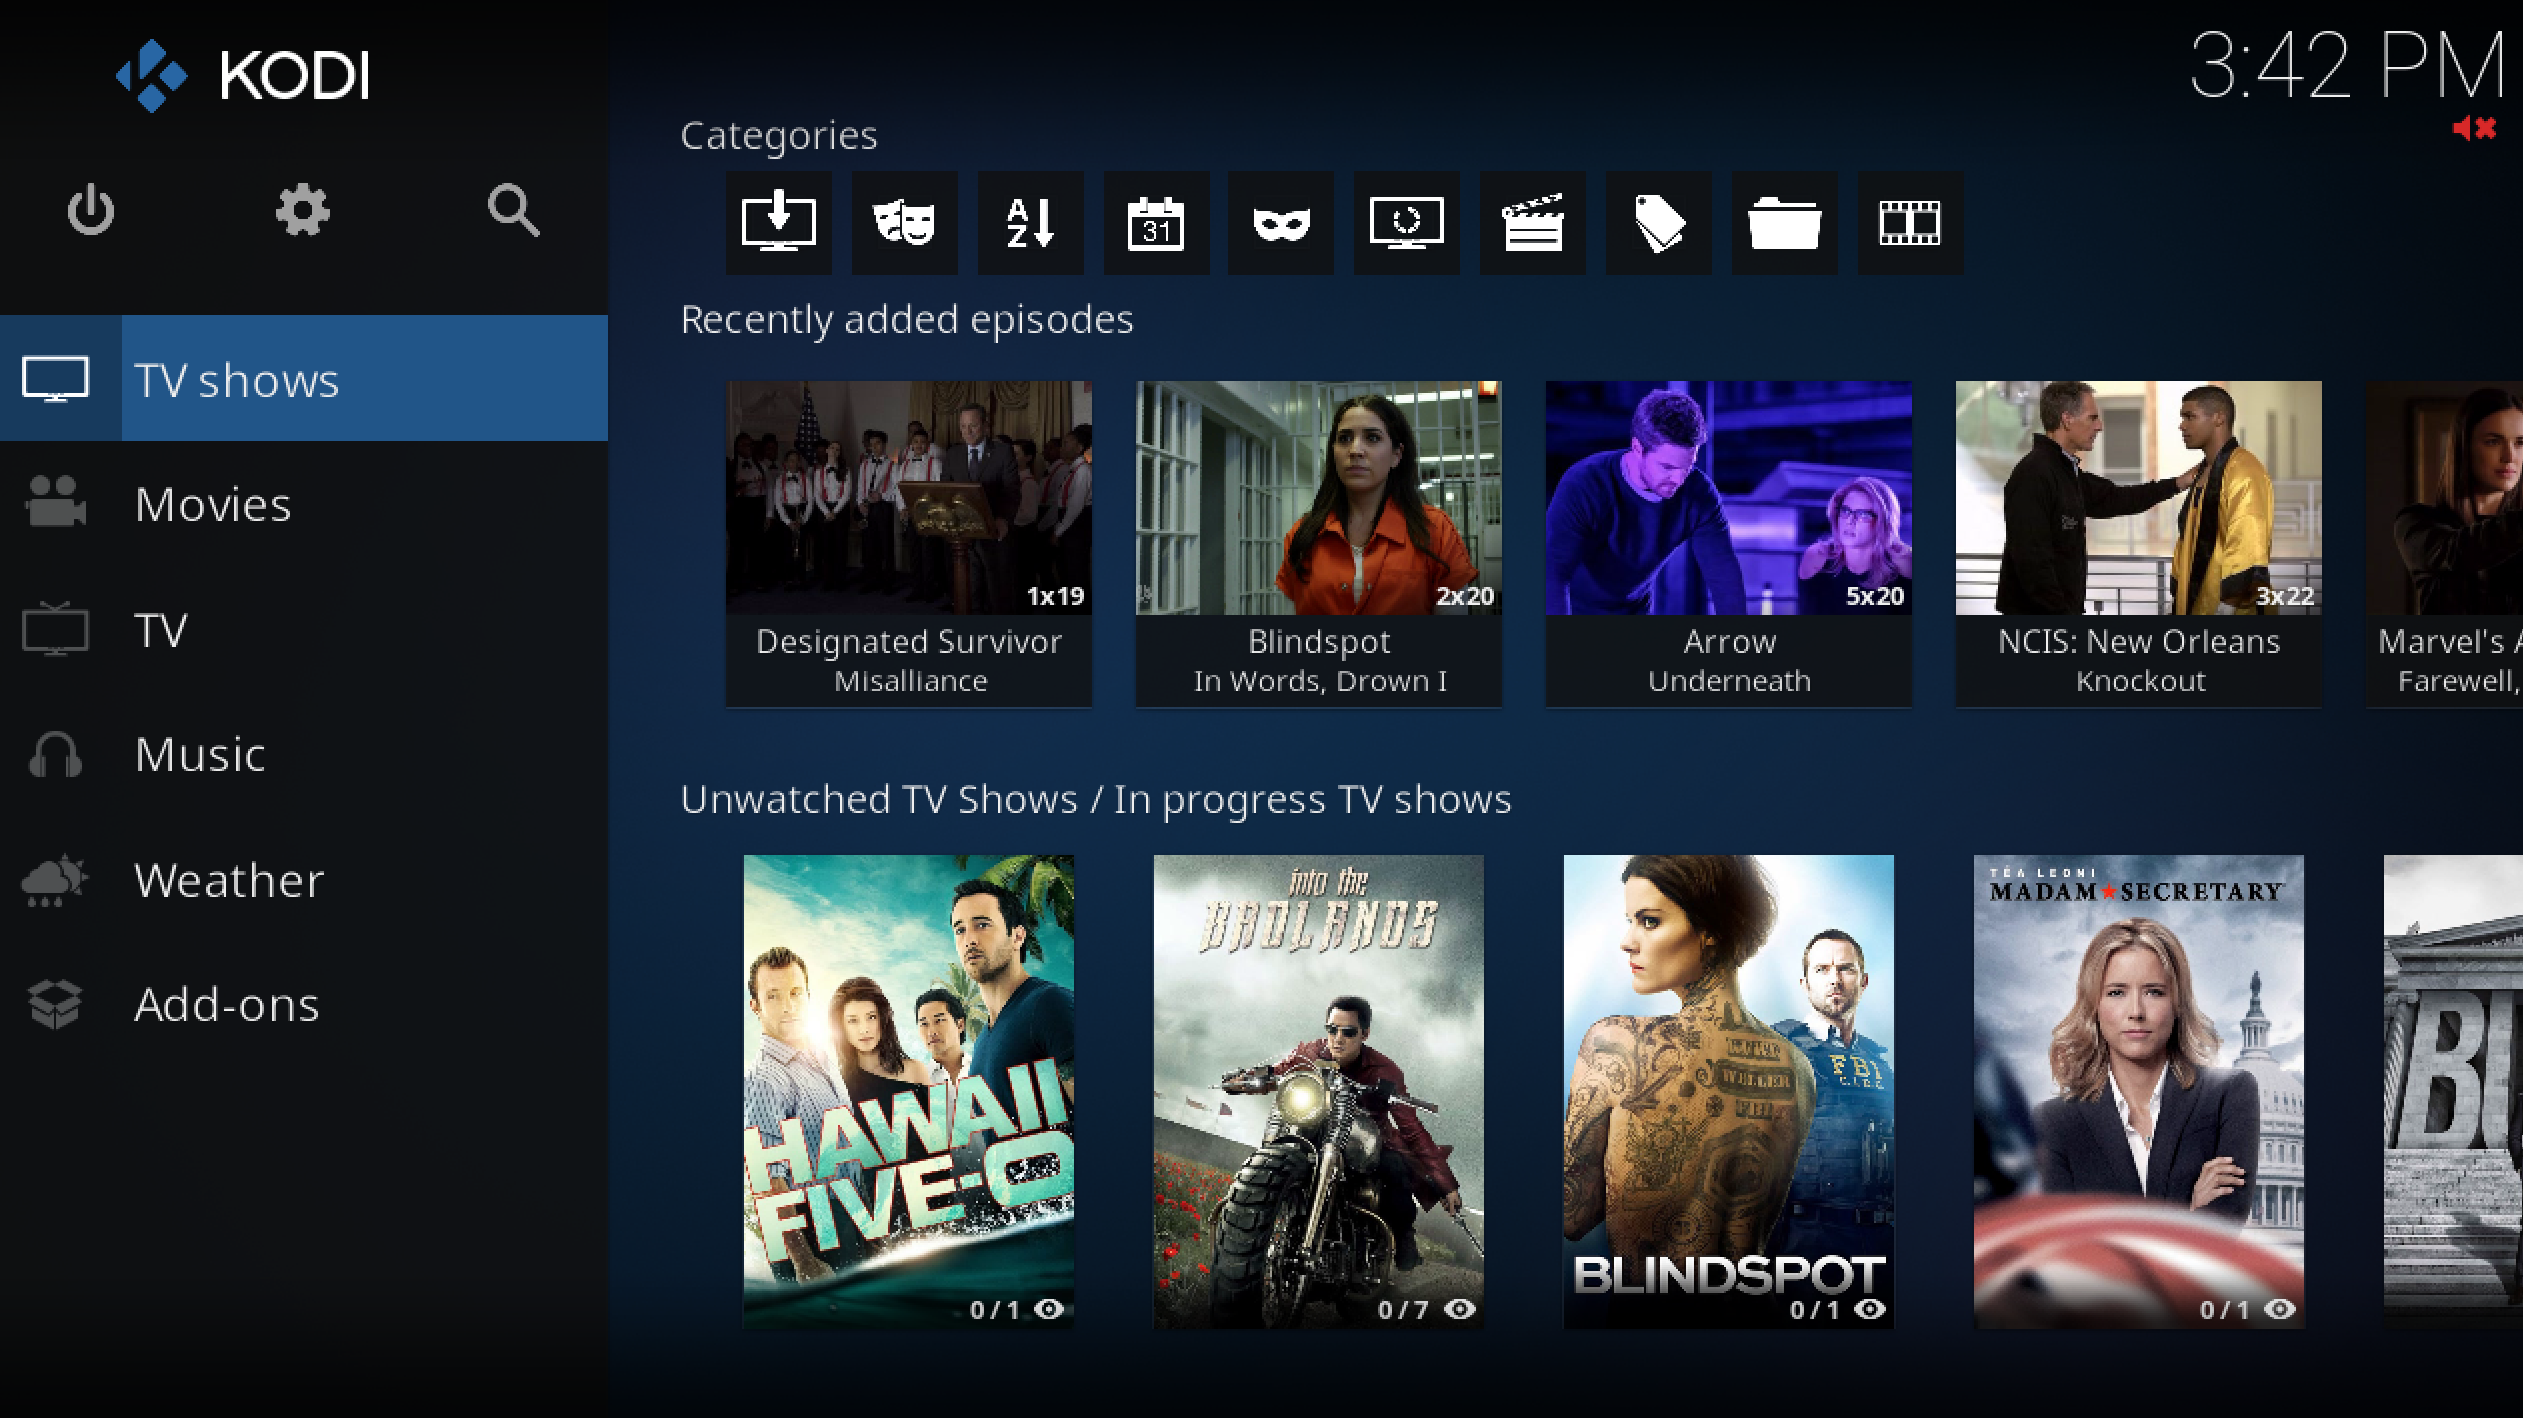 KODI
3:42 PM
Categories
A
Z
31
Recently added episodes
TV shows
Movies
TV
Music
Weather
Add-ons
1x19
2x20
5x20
3x22
Designated Survivor
Blindspot
Arrow
NCIS: New Orleans
Marvel's A
Misalliance
In Words, Drown I
Underneath
Knockout
Farewell,
Unwatched TV Shows / In progress TV shows
HAWAII
FIVE-O
0 / 1
into the
BADLANDS
0 / 7
FBI
BLINDSPOT
0 / 1
TÉA LEONI
MADAM★SECRETARY
0 / 1